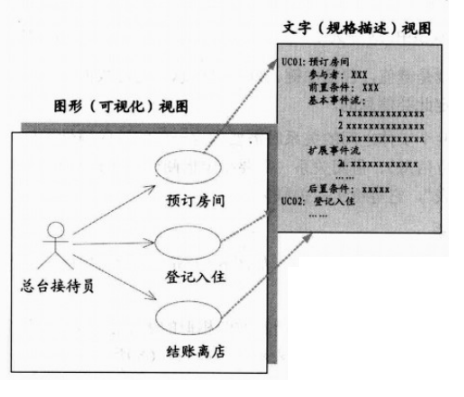 文字（规格描述）视图
UC01: 预订房间
参与者: XXX
前置条件: XXX
基本事件流:
1 xxxxxxxxxxxxxx
2 xxxxxxxxxxxxxx
3 xxxxxxxxxxxxxx
扩展事件流
2a. xxxxxxxxxxxx
……
后置条件: xxxxx
UC02: 登记入住
……
图形（可视化）视图
预订房间
登记入住
总台接待员
结账离店